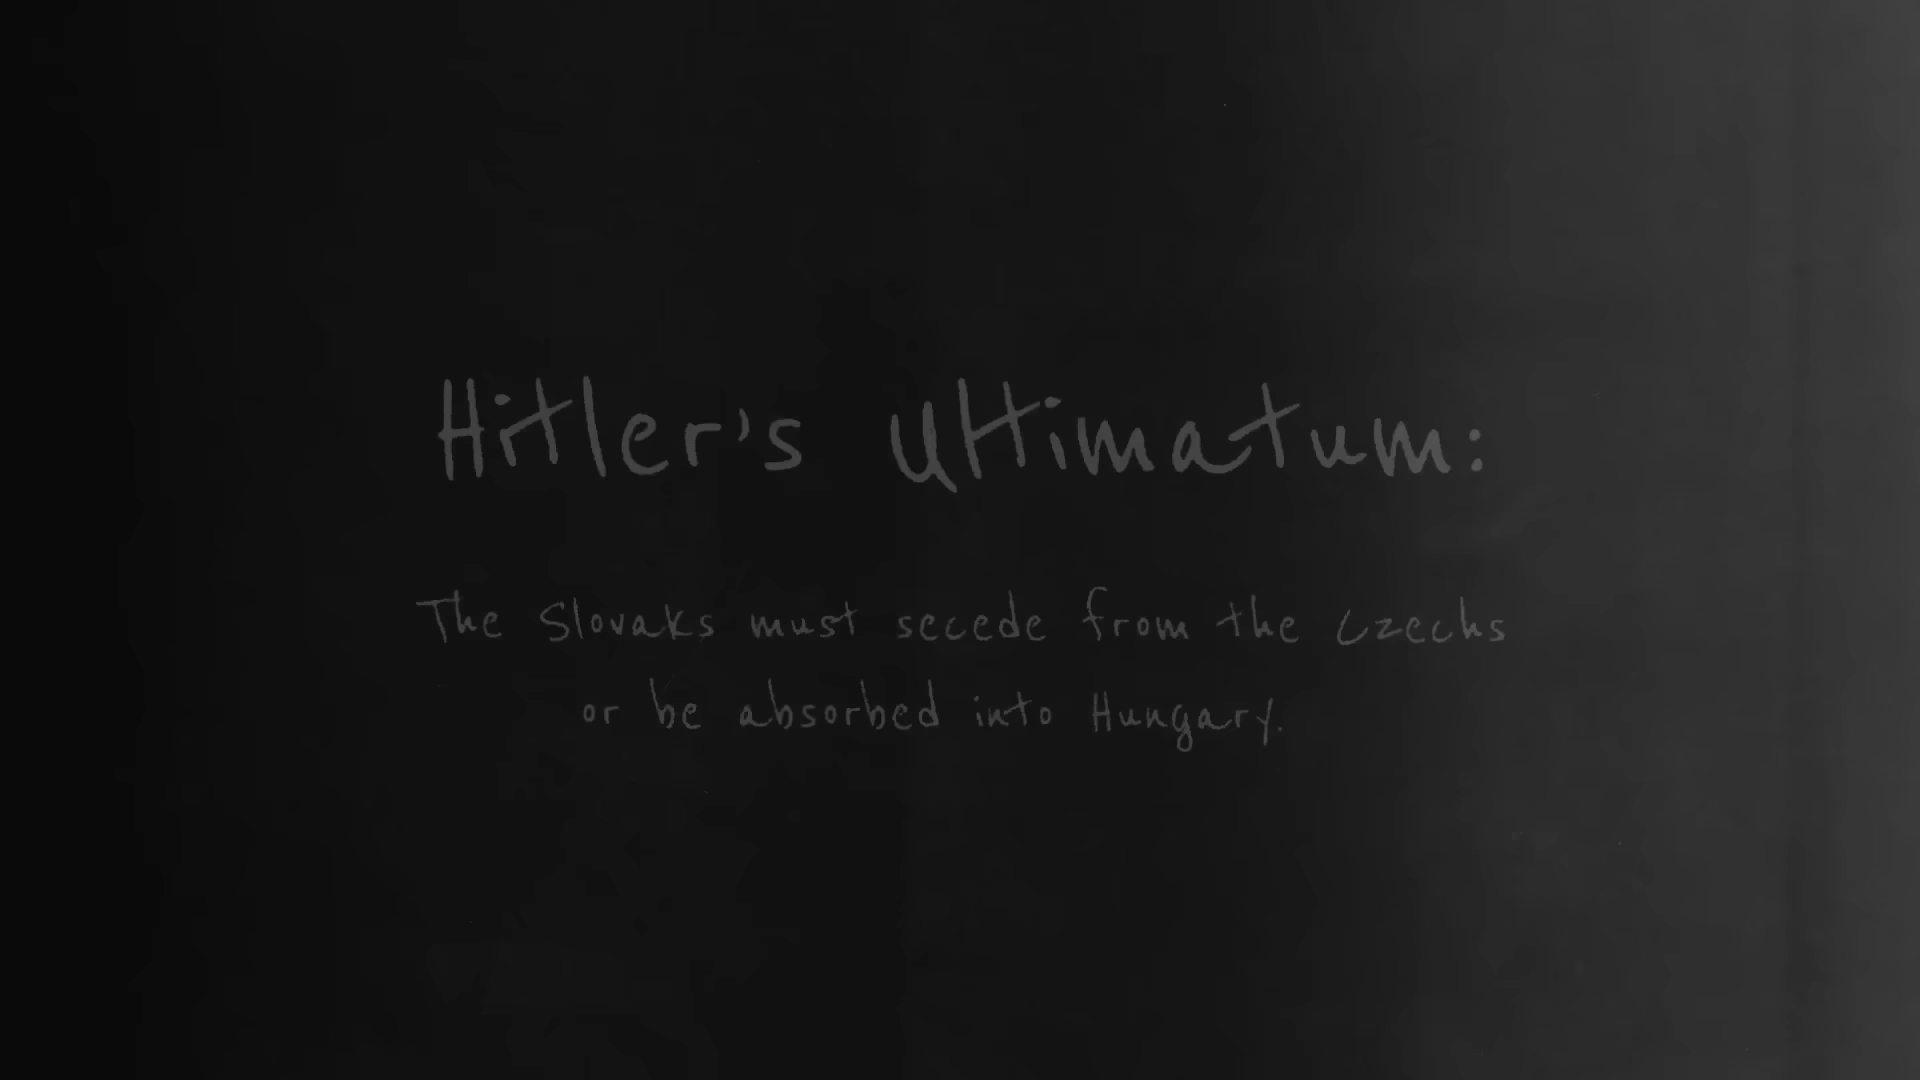 Hitler's Ultimatum:
The Slovaks must secede from the Czechs
or be absorbed into Hungary.